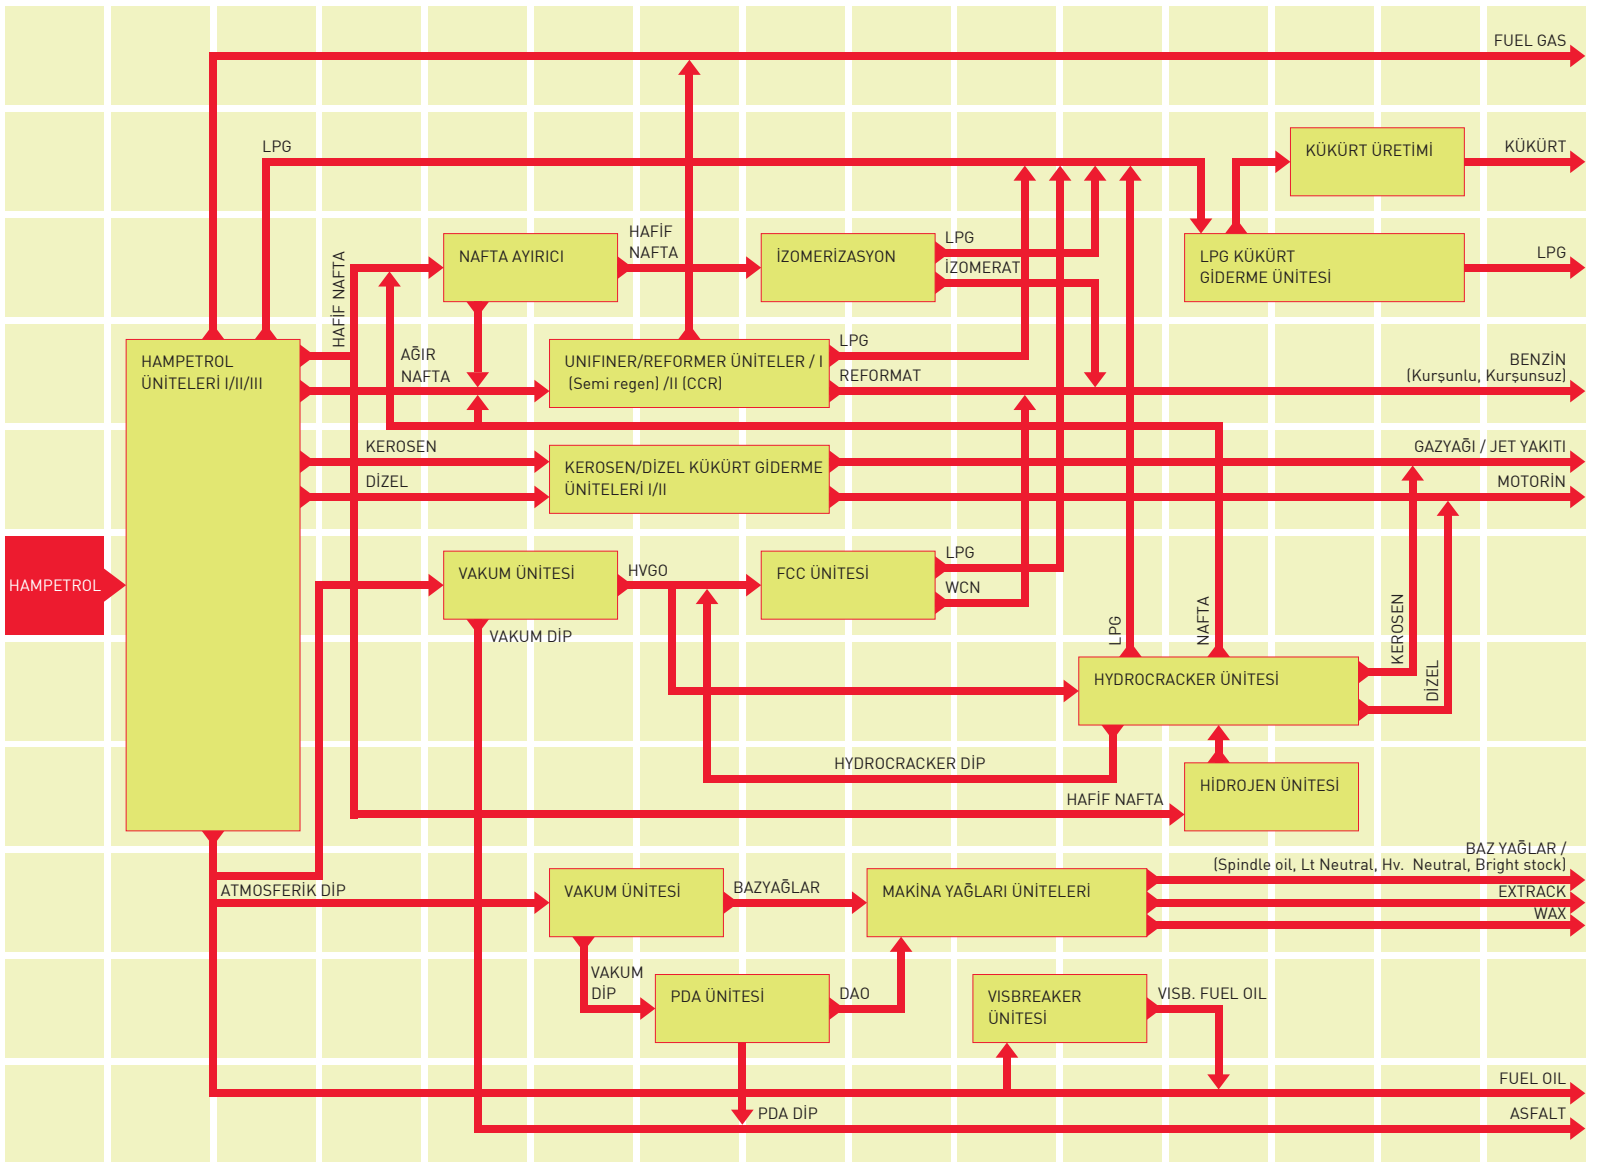 FUEL GAS
LPG
KÜKÜRT ÜRETİMİ
KÜKÜRT
HAFİF NAFTA
NAFTA AYIRICI
HAFİF
NAFTA
İZOMERİZASYON
LPG
İZOMERAT
LPG KÜKÜRT
GİDERME ÜNİTESİ
LPG
HAMPETROL
ÜNİTELERİ I/II/III
AĞIR
NAFTA
UNIFINER/REFORMER ÜNİTELER / I
(Semi regen) /II (CCR)
LPG
REFORMAT
BENZİN
(Kurşunlu, Kurşunsuz)
KEROSEN
DİZEL
KEROSEN/DİZEL KÜKÜRT GİDERME
ÜNİTELERİ I/II
GAZYAĞI / JET YAKITI
MOTORİN
HAMPETROL
VAKUM ÜNİTESİ
HVGO
FCC ÜNİTESİ
LPG
WCN
VAKUM DİP
LPG
NAFTA
KEROSEN
DİZEL
HYDROCRACKER ÜNİTESİ
HYDROCRACKER DİP
HAFİF NAFTA
HİDROJEN ÜNİTESİ
ATMOSFERİK DİP
VAKUM ÜNİTESİ
BAZYAĞLAR
MAKİNA YAĞLARI ÜNİTELERİ
BAZ YAĞLAR /
(Spindle oil, Lt Neutral, Hv. Neutral, Bright stock)
EXTRACK
WAX
VAKUM
DİP
PDA ÜNİTESİ
DAO
VISBREAKER
ÜNİTESİ
VISB. FUEL OIL
FUEL OIL
PDA DİP
ASFALT